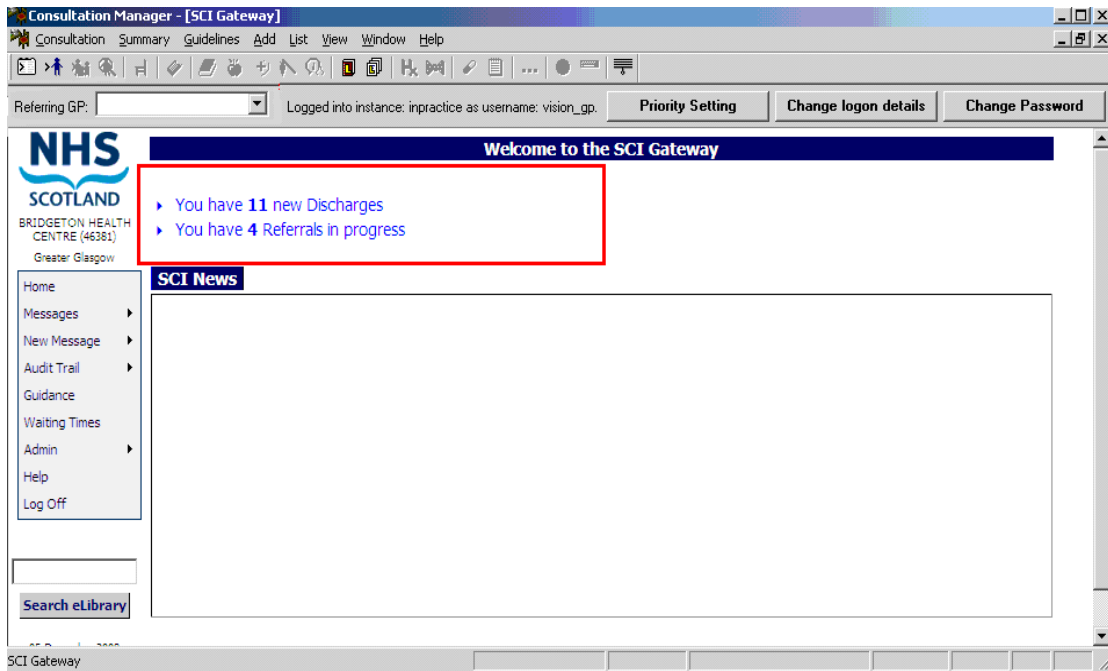 Consultation Manager - [SCI Gateway]
Consultation Summary Guidelines Add List View Window Help
Referring GP: Logged into instance: inpractice as username: vision_gp. Priority Setting Change logon details Change Password
NHS
SCOTLAND
BRIDGETON HEALTH
CENTRE (46381)
Greater Glasgow
Home
Messages
New Message
Audit Trail
Guidance
Waiting Times
Admin
Help
Log Off
Search eLibrary
Welcome to the SCI Gateway
You have 11 new Discharges
You have 4 Referrals in progress
SCI News
SCI Gateway